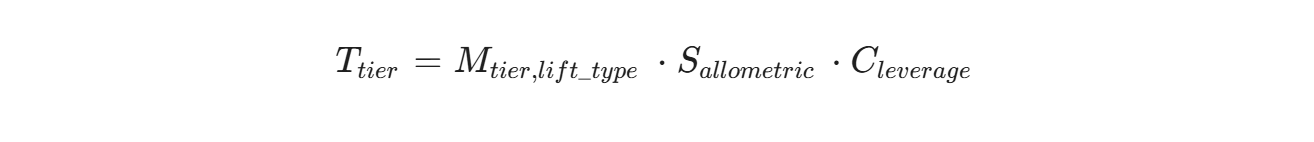 T_{tier} = M_{tier,lift\_type} · S_{allometric} · C_{leverage}